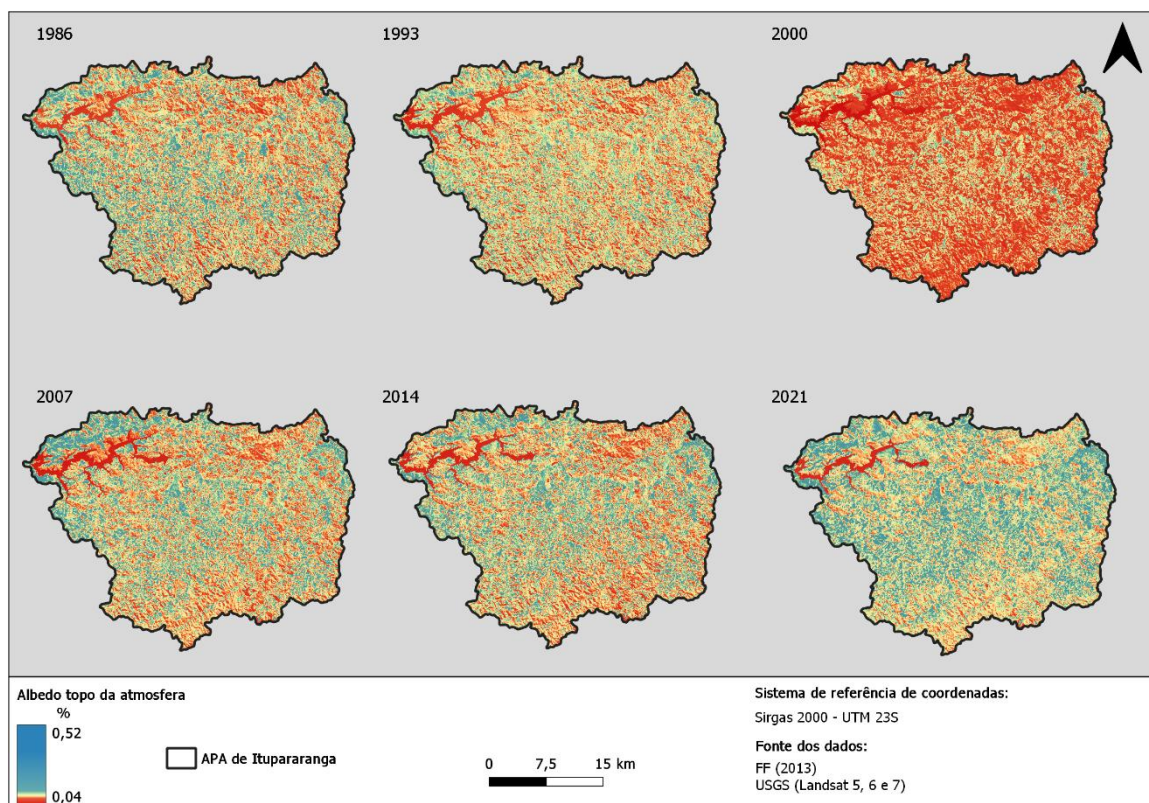 1986
1993
2000
2007
2014
2021
Albedo topo da atmosfera
%
0,52
0,04
APA de Itupararanga
0 7,5 15 km
Sistema de referência de coordenadas:
Sirgas 2000 - UTM 23S
Fonte dos dados:
FF (2013)
USGS (Landsat 5, 6 e 7)